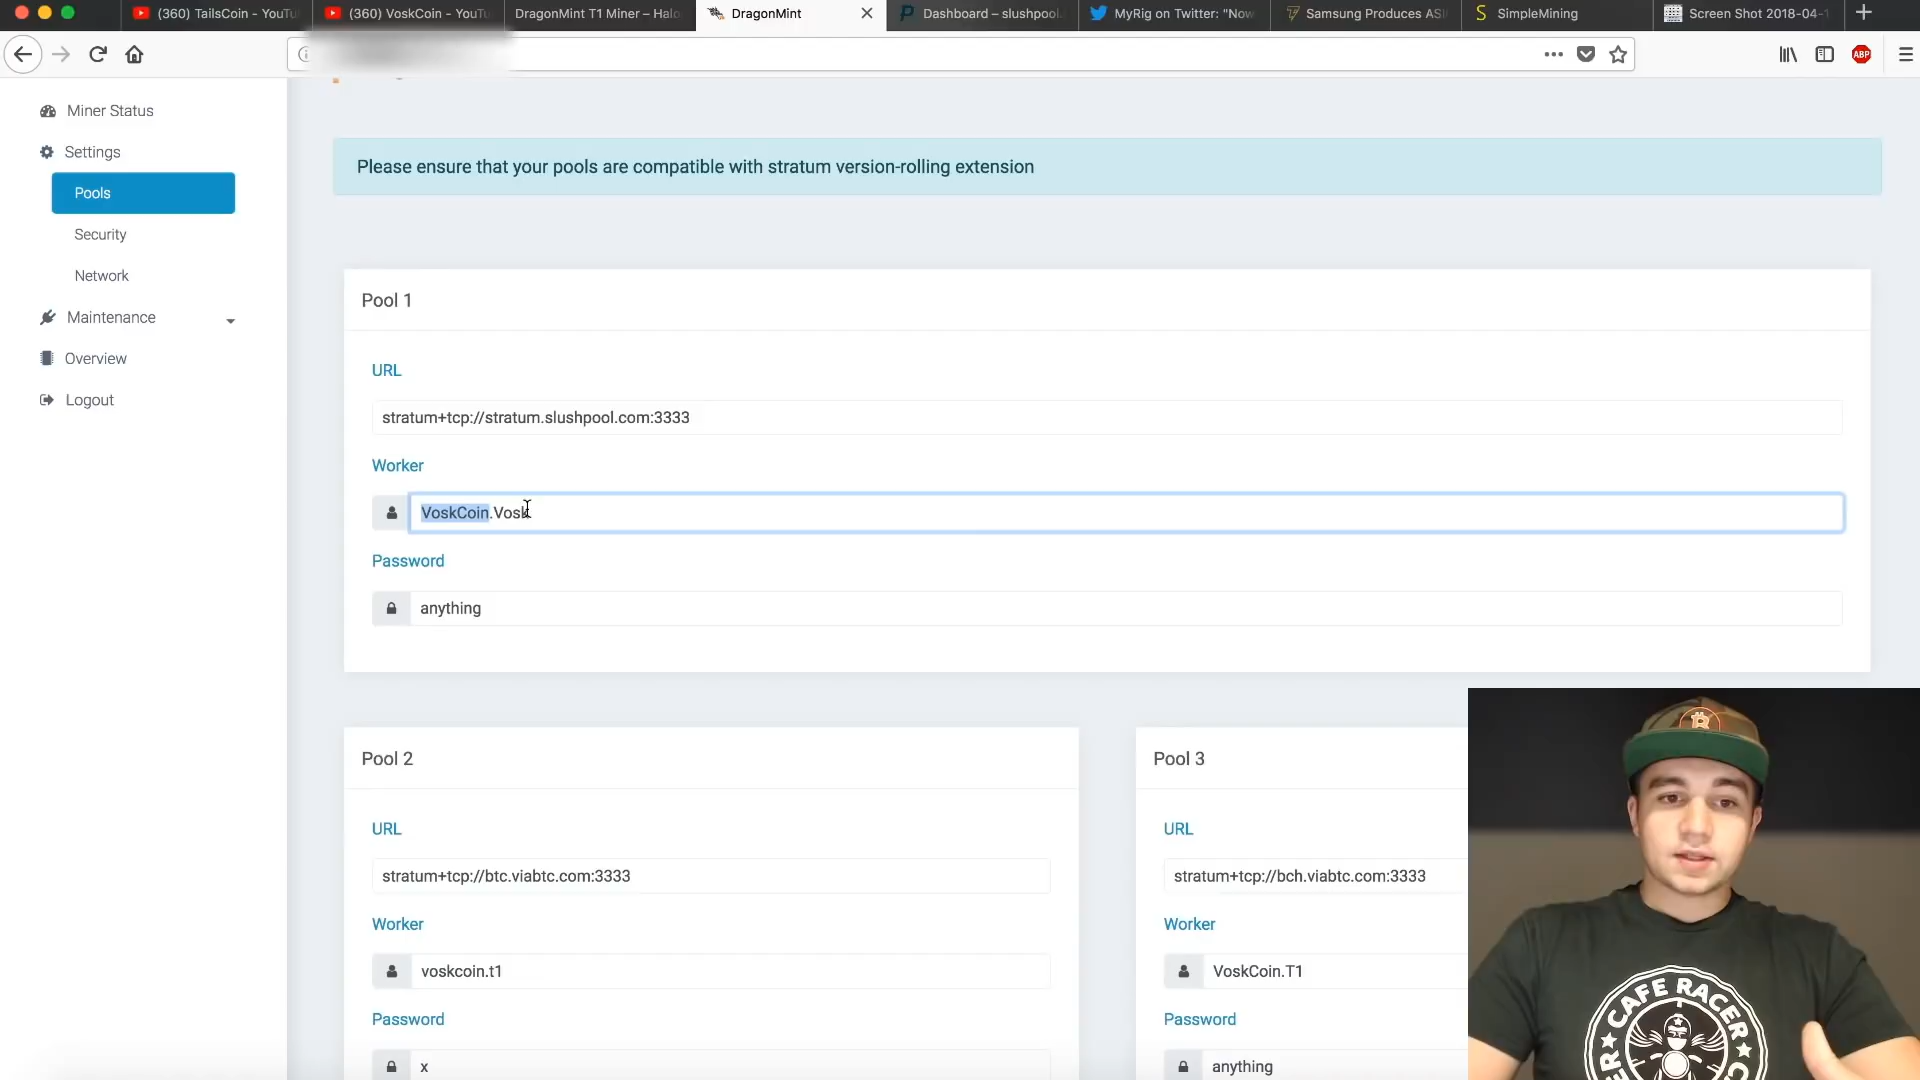 (360) TailsCoin - YouTu
(360) VoskCoin - YouTu
DragonMint T1 Miner – Halo
DragonMint
Dashboard – slushpool.
MyRig on Twitter: "Now
Samsung Produces ASI
SimpleMining
Screen Shot 2018-04-1
ABP
Miner Status
Settings
Pools
Security
Network
Maintenance
Overview
Logout
Please ensure that your pools are compatible with stratum version-rolling extension
Pool 1
URL
stratum+tcp://stratum.slushpool.com:3333
Worker
VoskCoin.Vosk
Password
anything
Pool 2
URL
stratum+tcp://btc.viabtc.com:3333
Worker
voskcoin.t1
Password
x
Pool 3
URL
stratum+tcp://bch.viabtc.com:3333
Worker
VoskCoin.T1
Password
anything
CAFE RACER